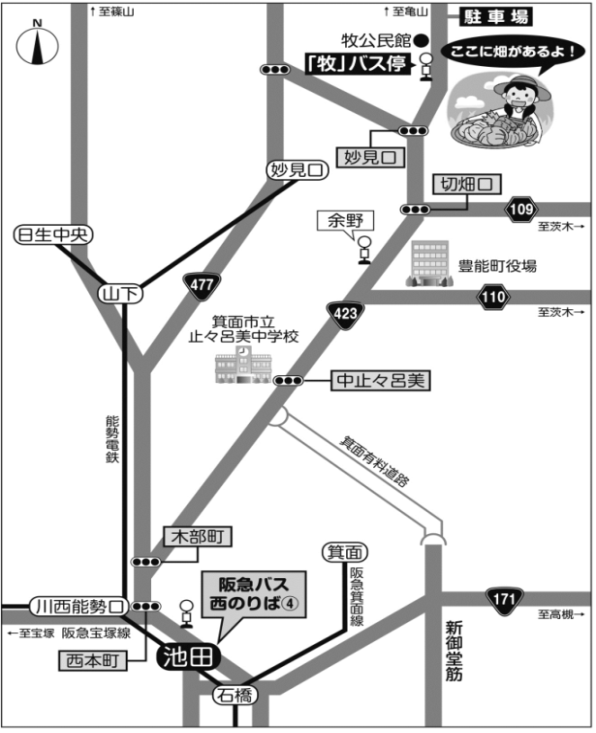 ↑至篠山
↑至亀山
駐車場
N
牧公民館
「牧」バス停
ここに畑があるよ！
妙見口
妙見口
切畑口
109
至茨木→
余野
日生中央
豊能町役場
山下
477
110
至茨木→
423
箕面市立
止々呂美中学校
中止々呂美
能勢電鉄
箕面有料道路
木部町
箕面
阪急箕面線
阪急バス
西のりば④
171
至高槻→
川西能勢口
←至宝塚 阪急宝塚線
西本町
池田
新御堂筋
石橋